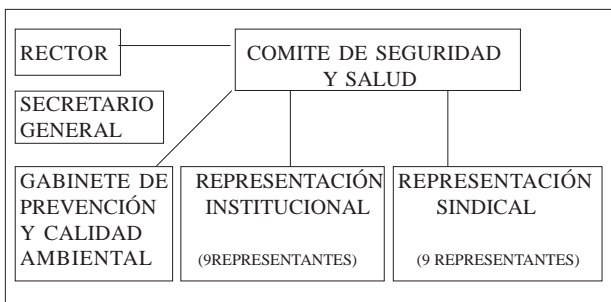 RECTOR
COMITE DE SEGURIDAD
Y SALUD
SECRETARIO
GENERAL
GABINETE DE
PREVENCIÓN
Y CALIDAD
AMBIENTAL
REPRESENTACIÓN
INSTITUCIONAL
(9REPRESENTANTES)
REPRESENTACIÓN
SINDICAL
(9 REPRESENTANTES)